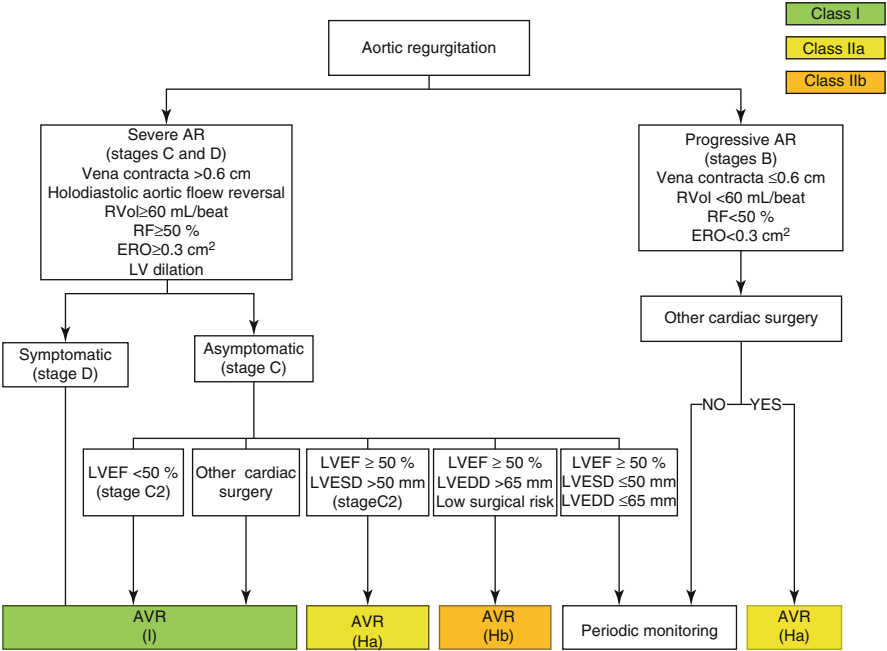 Class I
Class IIa
Class IIb
Aortic regurgitation
Severe AR
(stages C and D)
Vena contracta >0.6 cm
Holodiastolic aortic floew reversal
RVol≥60 mL/beat
RF≥50 %
ERO≥0.3 cm²
LV dilation
Progressive AR
(stages B)
Vena contracta ≤0.6 cm
RVol <60 mL/beat
RF<50 %
ERO<0.3 cm²
Other cardiac surgery
Symptomatic
(stage D)
Asymptomatic
(stage C)
NO
YES
LVEF <50 %
(stage C2)
Other cardiac
surgery
LVEF ≥ 50 %
LVESD >50 mm
(stageC2)
LVEF ≥ 50 %
LVEDD >65 mm
Low surgical risk
LVEF ≥ 50 %
LVESD ≤50 mm
LVEDD ≤65 mm
AVR
(I)
AVR
(Ha)
AVR
(Hb)
Periodic monitoring
AVR
(Ha)